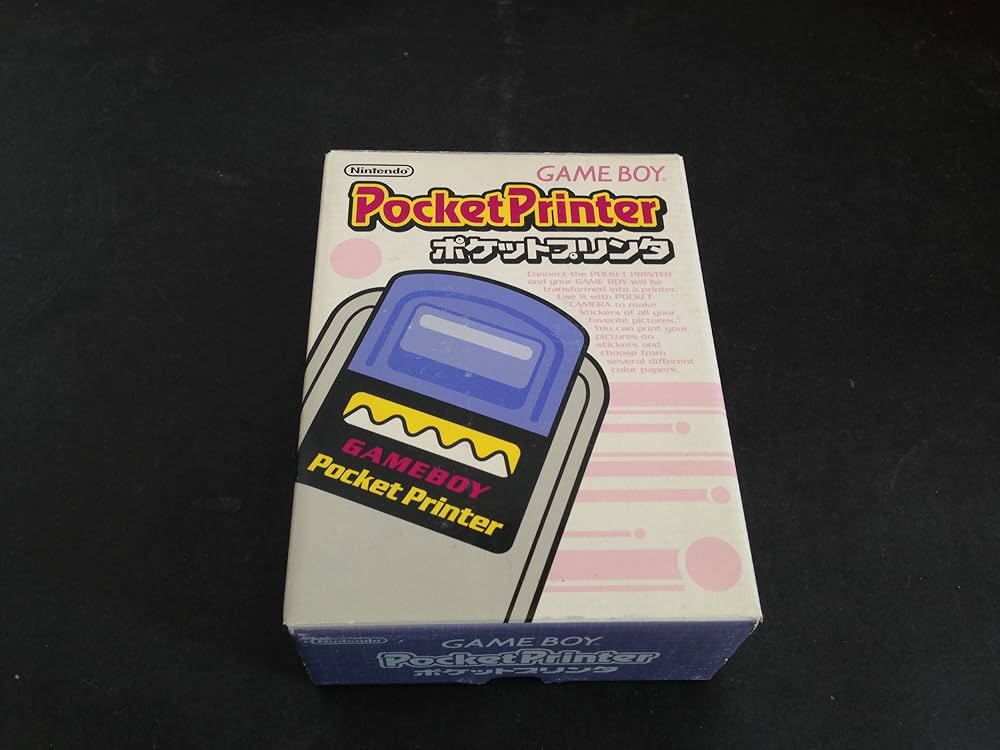 Nintendo
GAME BOY
PocketPrinter
ポケットプリンタ
Connect the POCKET PRINTER
and your GAME BOY will be
transformed into a printer.
Use it with POCKET
CAMERA to make
stickers of all your
favorite pictures.
You can print your
pictures on
stickers and
choose from
several different
color papers.
GAMEBOY
Pocket Printer
Nintendo
GAME BOY
PocketPrinter
ポケットプリンタ